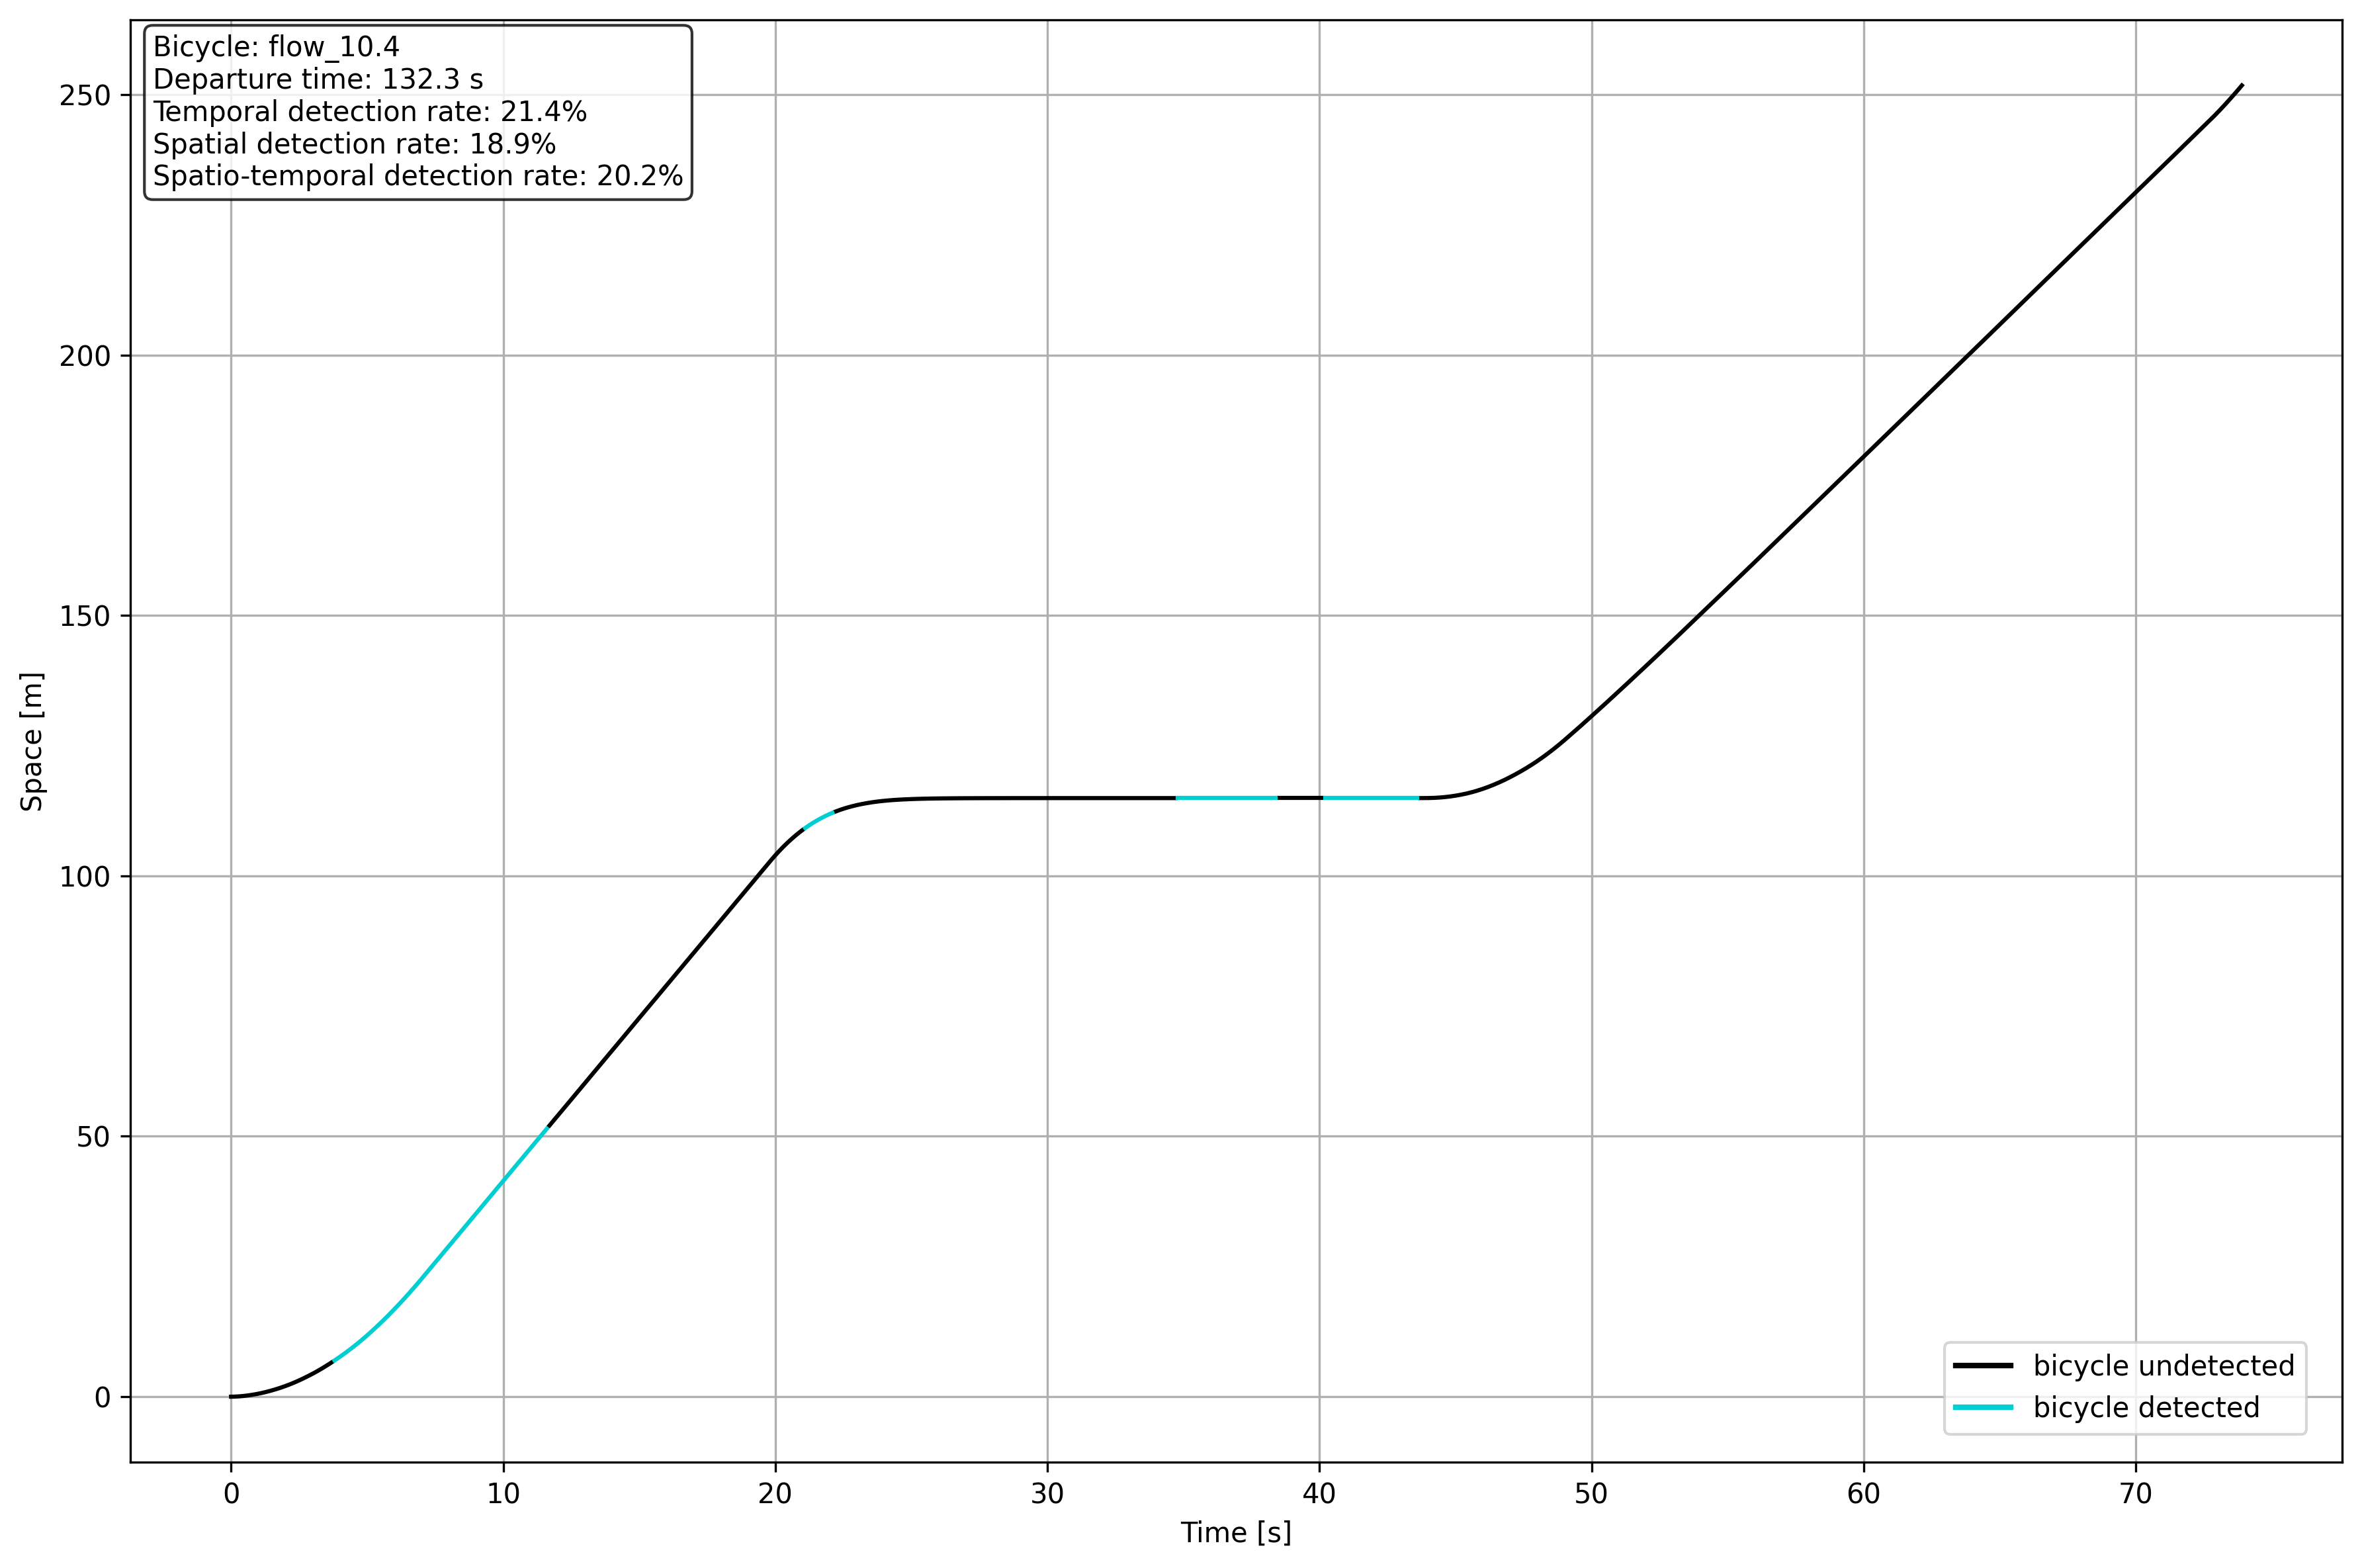 Bicycle: flow_10.4
Departure time: 132.3 s
Temporal detection rate: 21.4%
Spatial detection rate: 18.9%
Spatio-temporal detection rate: 20.2%
250
200
150
100
50
0
Space [m]
bicycle undetected
bicycle detected
0 10 20 30 40 50 60 70
Time [s]